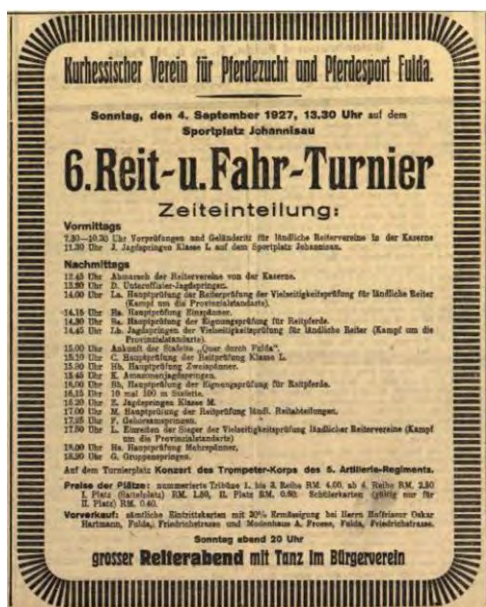 Kurhessischer Verein für Pferdezucht und Pferdesport Fulda.
Sonntag, den 4. September 1927, 13.30 Uhr auf dem
Sportplatz Johannisau
6. Reit- u. Fahr-Turnier
Zeiteinteilung:
Vormittags
7.30—10.30 Uhr Vorprüfungen und Geländeritt für ländliche Reitervereine in der Kaserne
11.30 Uhr J. Jagdspringen Klasse L auf dem Sportplatz Johannisau.
Nachmittags
12.45 Uhr Abmarsch der Reitervereine von der Kaserne.
13.30 Uhr D. Unteroffizier-Jagdspringen.
14.00 Uhr La. Hauptprüfung der Reiterprüfung der Vielseitigkeitsprüfung für ländliche Reiter
(Kampf um die Provinzialstandarte).
14.15 Uhr Ha. Hauptprüfung Einspänner.
14.30 Uhr Ba. Hauptprüfung der Eignungsprüfung für Reitpferde.
14.45 Uhr Lb. Jagdspringen der Vielseitigkeitsprüfung für ländliche Reiter (Kampf um die
Provinzialstandarte).
15.00 Uhr Ankunft der Stafette „Quer durch Fulda“.
15.10 Uhr C. Hauptprüfung der Reitprüfung Klasse L.
15.30 Uhr Hb. Hauptprüfung Zweispänner.
15.45 Uhr K. Amazonenjagdspringen.
16.00 Uhr Bb. Hauptprüfung der Eignungsprüfung für Reitpferde.
16.15 Uhr 10 mal 100 m Stafette.
16.20 Uhr Z. Jagdspringen Klasse M.
17.00 Uhr M. Hauptprüfung der Reitprüfung ländl. Reitabteilungen.
17.25 Uhr F. Gehorsamsspringen.
17.50 Uhr L. Einreiten der Sieger der Vielseitigkeitsprüfung ländlicher Reitervereine (Kampf
um die Provinzialstandarte)
18.00 Uhr Hauptprüfung Mehrspänner.
18.20 Uhr G. Gruppenspringen.
Auf dem Turnierplatz Konzert des Trompeter-Korps des 5. Artillerie-Regiments.
Preise der Plätze: nummerierte Tribüne 1. bis 3. Reihe RM. 4.00, ab 4. Reihe RM. 2.50
I. Platz (Sattelplatz) RM. 1.50, II. Platz RM. 0.80. Schülerkarten (gültig nur für
II. Platz) RM. 0.40.
Vorverkauf: sämtliche Eintrittskarten mit 20% Ermässigung bei Herrn Hoffriseur Oskar
Hartmann, Fulda, Friedrichstrasse und Modenhaus A. Fulda, Friedrichstrasse.
Sonntag abend 20 Uhr
grosser Reiterabend mit Tanz im Bürgerverein